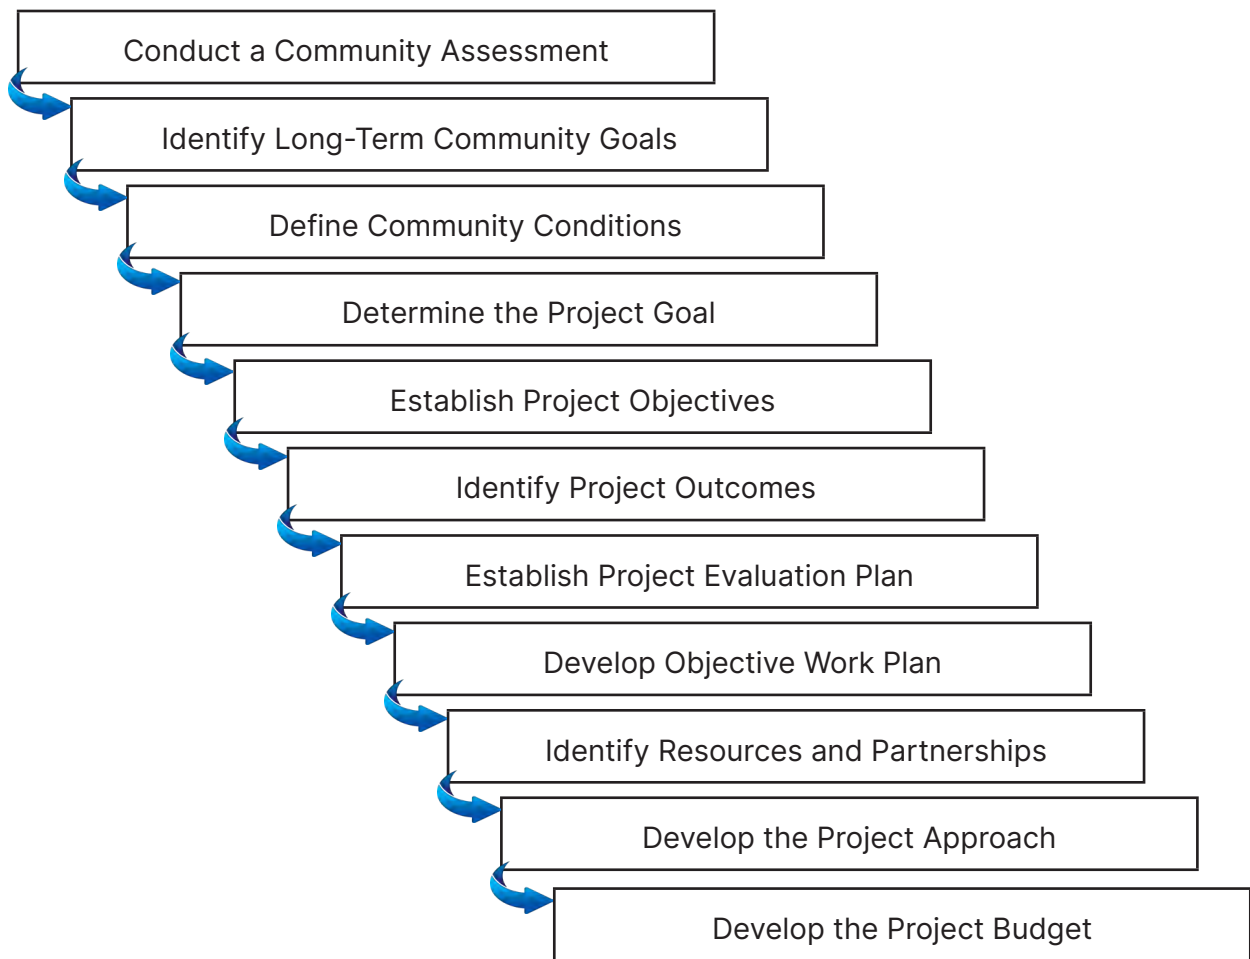 Conduct a Community Assessment
Identify Long-Term Community Goals
Define Community Conditions
Determine the Project Goal
Establish Project Objectives
Identify Project Outcomes
Establish Project Evaluation Plan
Develop Objective Work Plan
Identify Resources and Partnerships
Develop the Project Approach
Develop the Project Budget